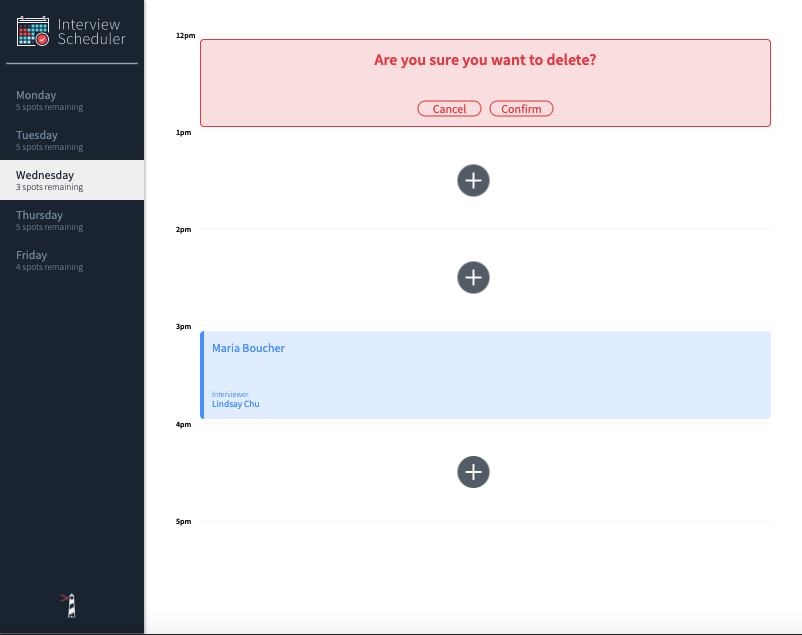 Interview
Scheduler
Monday
5 spots remaining
Tuesday
5 spots remaining
Wednesday
3 spots remaining
Thursday
5 spots remaining
Friday
4 spots remaining
12pm
Are you sure you want to delete?
Cancel Confirm
1pm
2pm
3pm
Maria Boucher
Interviewer
Lindsay Chu
4pm
5pm